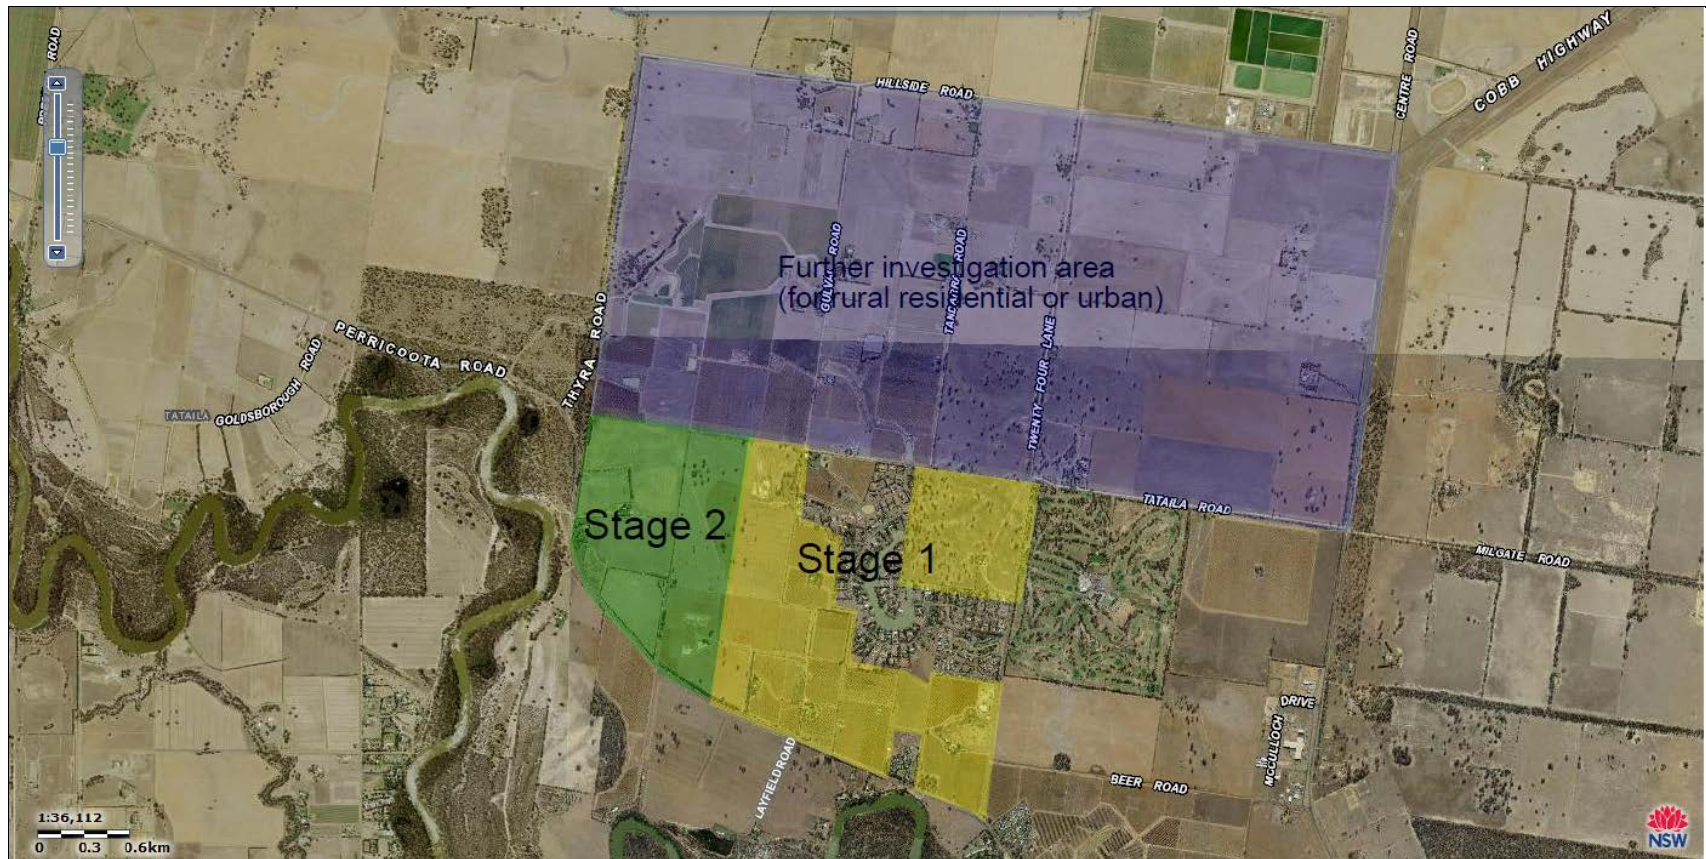 ROAD
HILLSIDE ROAD
CENTRE ROAD
COBB HIGHWAY
GULVA ROAD
ROAD
Further investigation area
(for rural residential or urban)
THYRA ROAD
PERRICOOTA ROAD
GOLDSBOROUGH ROAD
TATAILA
TWENTY FOUR LANE
TATAILA ROAD
MILGATE ROAD
Stage 2
Stage 1
LAYFIELD ROAD
BEER ROAD
MCCULLOCH DRIVE
1:36,112
0 0.3 0.6km
NSW